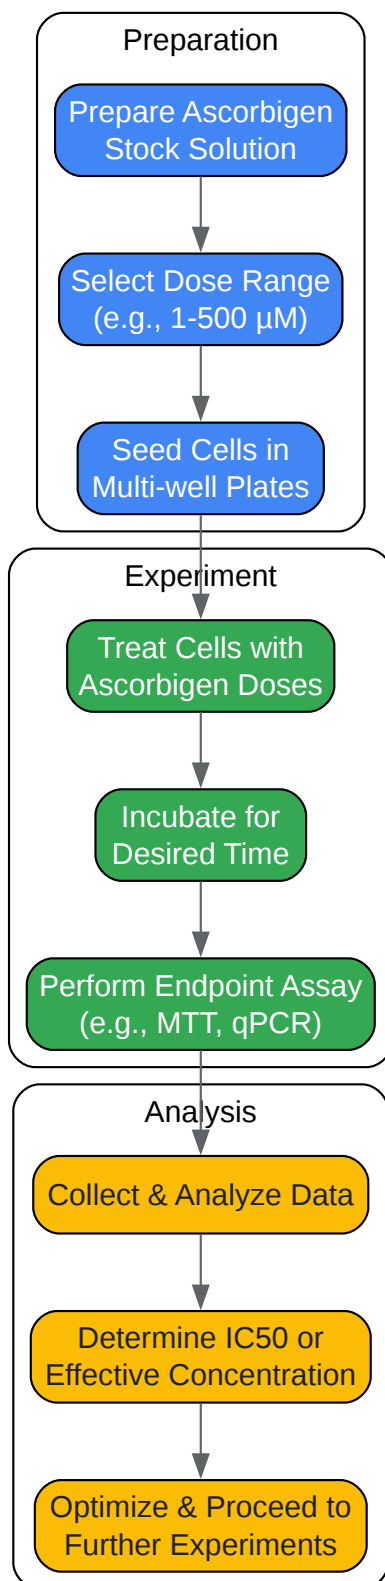 Preparation
Prepare Ascorbigen
Stock Solution
Select Dose Range
(e.g., 1-500 µM)
Seed Cells in
Multi-well Plates
Experiment
Treat Cells with
Ascorbigen Doses
Incubate for
Desired Time
Perform Endpoint Assay
(e.g., MTT, qPCR)
Analysis
Collect & Analyze Data
Determine IC50 or
Effective Concentration
Optimize & Proceed to
Further Experiments